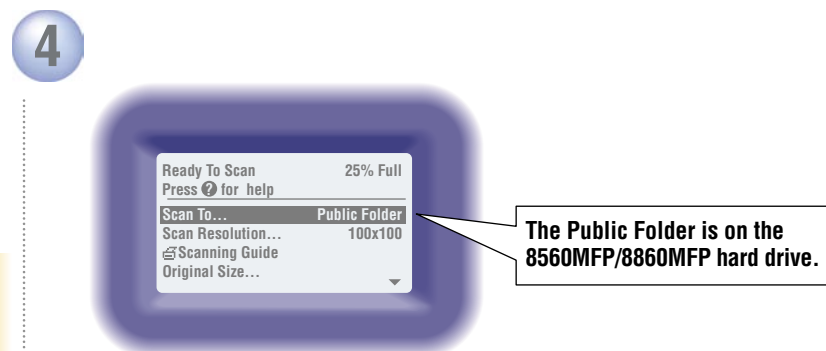 4
Ready To Scan 25% Full
Press ? for help
Scan To... Public Folder
Scan Resolution... 100x100
Scanning Guide
Original Size...
The Public Folder is on the
8560MFP/8860MFP hard drive.